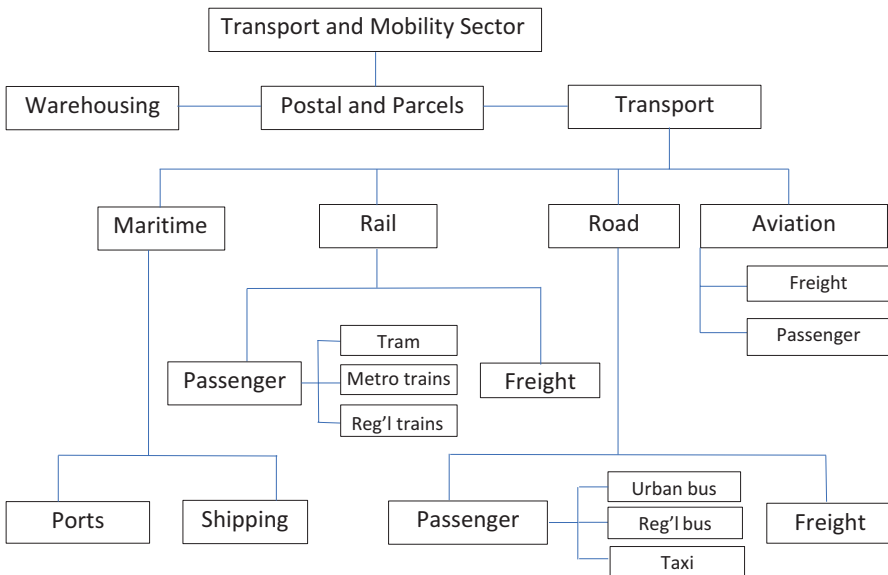 Transport and Mobility Sector
Warehousing
Postal and Parcels
Transport
Maritime
Rail
Road
Aviation
Freight
Passenger
Tram
Passenger
Metro trains
Freight
Reg’l trains
Ports
Shipping
Passenger
Urban bus
Reg’l bus
Taxi
Freight